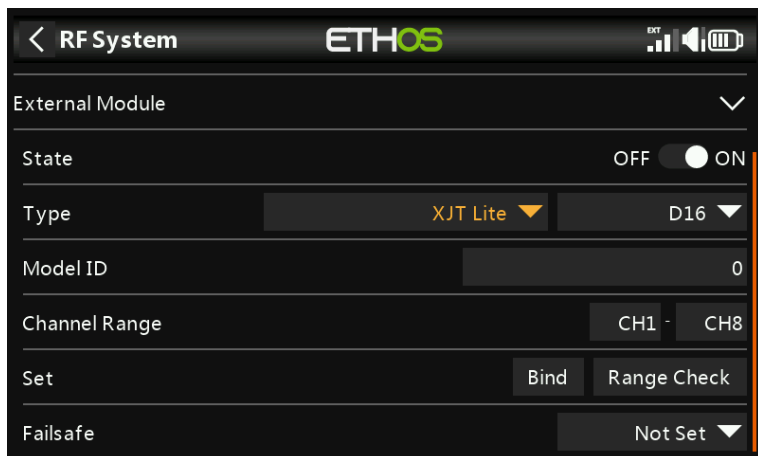 RF System ETHOS EXT
External Module
State OFF ON
Type XJT Lite D16
Model ID 0
Channel Range CH1 - CH8
Set Bind Range Check
Failsafe Not Set